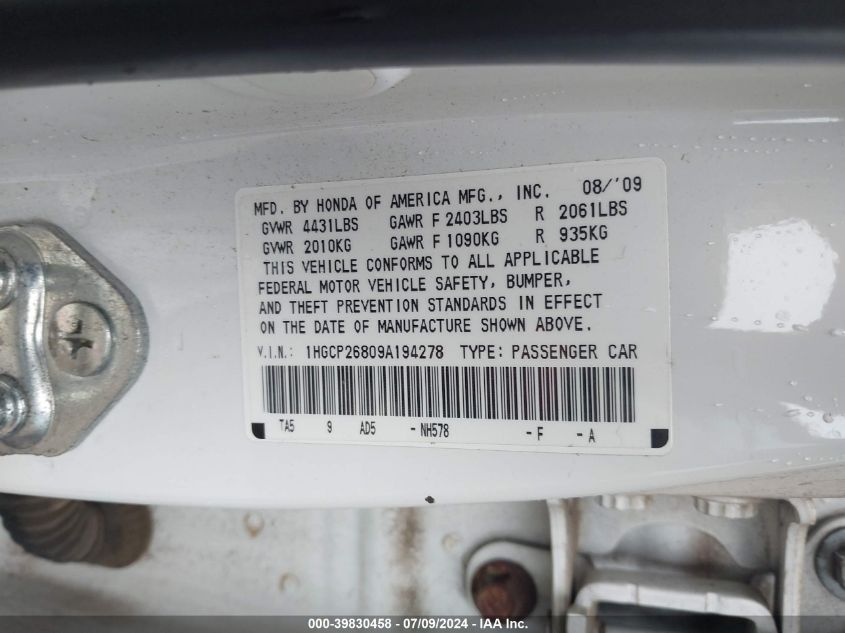 MFD. BY HONDA OF AMERICA MFG., INC. 08/'09
GVWR 4431LBS GAWR F 2403LBS R 2061LBS
GVWR 2010KG GAWR F 1090KG R 935KG
THIS VEHICLE CONFORMS TO ALL APPLICABLE
FEDERAL MOTOR VEHICLE SAFETY, BUMPER,
AND THEFT PREVENTION STANDARDS IN EFFECT
ON THE DATE OF MANUFACTURE SHOWN ABOVE.
V.I.N.: 1HGCP26809A194278 TYPE: PASSENGER CAR
TA5 9 AD5 -NH578 -F -A
000-39830458 - 07/09/2024 - IAA Inc.